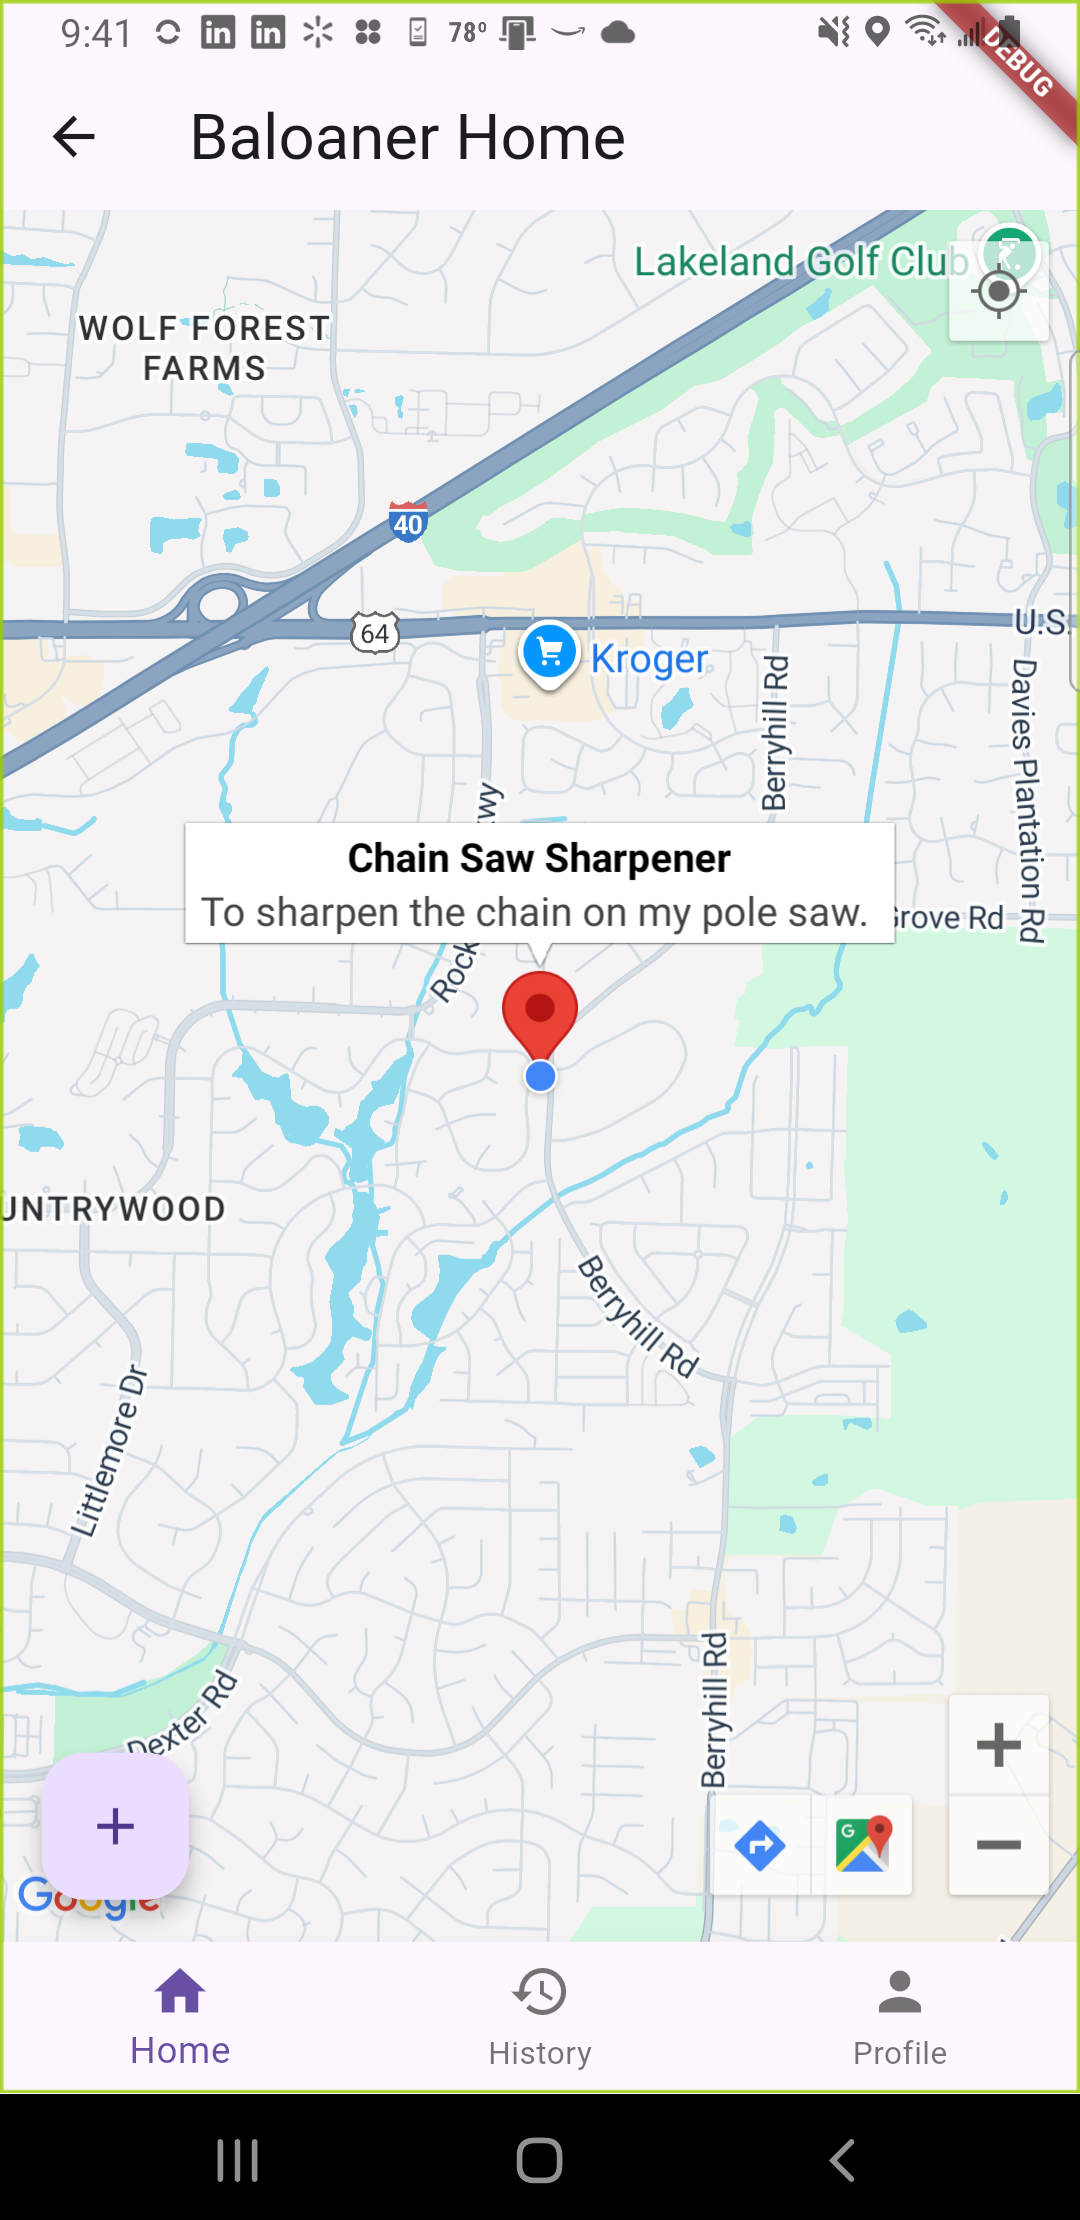 9:41
78°
DEBUG
Baloaner Home
Lakeland Golf Club
WOLF FOREST
FARMS
40
64
U.S.
Kroger
Berryhill Rd
Davies Plantation Rd
wy
Chain Saw Sharpener
To sharpen the chain on my pole saw.
Grove Rd
Rock
UNTRYWOOD
Berryhill Rd
Littlemore Dr
Berryhill Rd
Dexter Rd
Google
Home
History
Profile